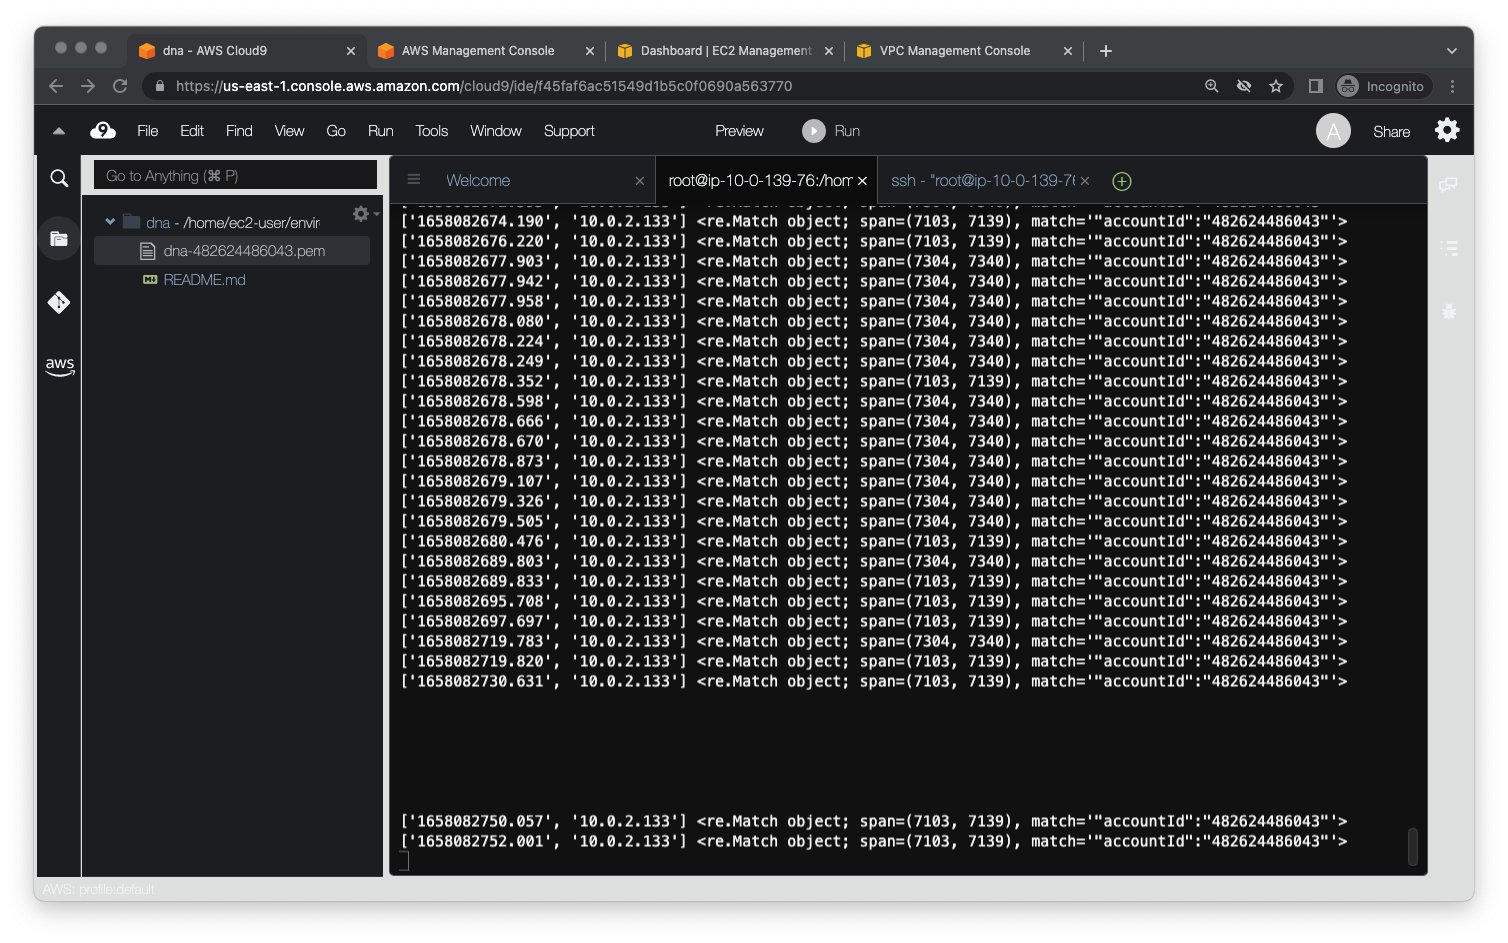 dna - AWS Cloud9
AWS Management Console
Dashboard | EC2 Management
VPC Management Console
https://us-east-1.console.aws.amazon.com/cloud9/ide/f45faf6ac51549d1b5c0f0690a563770
Incognito
9 File Edit Find View Go Run Tools Window Support Preview Run A Share
Go to Anything (⌘ P)
Welcome
root@ip-10-0-139-76:/hom
ssh - "root@ip-10-0-139-76
dna - /home/ec2-user/envir
dna-482624486043.pem
README.md
aws
['1658082674.190', '10.0.2.133'] <re.Match object; span=(7103, 7139), match='"accountId":"482624486043"'>
['1658082676.220', '10.0.2.133'] <re.Match object; span=(7103, 7139), match='"accountId":"482624486043"'>
['1658082677.903', '10.0.2.133'] <re.Match object; span=(7304, 7340), match='"accountId":"482624486043"'>
['1658082677.942', '10.0.2.133'] <re.Match object; span=(7304, 7340), match='"accountId":"482624486043"'>
['1658082677.958', '10.0.2.133'] <re.Match object; span=(7304, 7340), match='"accountId":"482624486043"'>
['1658082678.080', '10.0.2.133'] <re.Match object; span=(7304, 7340), match='"accountId":"482624486043"'>
['1658082678.224', '10.0.2.133'] <re.Match object; span=(7304, 7340), match='"accountId":"482624486043"'>
['1658082678.249', '10.0.2.133'] <re.Match object; span=(7304, 7340), match='"accountId":"482624486043"'>
['1658082678.352', '10.0.2.133'] <re.Match object; span=(7103, 7139), match='"accountId":"482624486043"'>
['1658082678.598', '10.0.2.133'] <re.Match object; span=(7304, 7340), match='"accountId":"482624486043"'>
['1658082678.666', '10.0.2.133'] <re.Match object; span=(7304, 7340), match='"accountId":"482624486043"'>
['1658082678.670', '10.0.2.133'] <re.Match object; span=(7304, 7340), match='"accountId":"482624486043"'>
['1658082678.873', '10.0.2.133'] <re.Match object; span=(7304, 7340), match='"accountId":"482624486043"'>
['1658082679.107', '10.0.2.133'] <re.Match object; span=(7304, 7340), match='"accountId":"482624486043"'>
['1658082679.326', '10.0.2.133'] <re.Match object; span=(7304, 7340), match='"accountId":"482624486043"'>
['1658082679.505', '10.0.2.133'] <re.Match object; span=(7304, 7340), match='"accountId":"482624486043"'>
['1658082680.476', '10.0.2.133'] <re.Match object; span=(7103, 7139), match='"accountId":"482624486043"'>
['1658082689.803', '10.0.2.133'] <re.Match object; span=(7304, 7340), match='"accountId":"482624486043"'>
['1658082689.833', '10.0.2.133'] <re.Match object; span=(7103, 7139), match='"accountId":"482624486043"'>
['1658082695.708', '10.0.2.133'] <re.Match object; span=(7103, 7139), match='"accountId":"482624486043"'>
['1658082697.697', '10.0.2.133'] <re.Match object; span=(7103, 7139), match='"accountId":"482624486043"'>
['1658082719.783', '10.0.2.133'] <re.Match object; span=(7304, 7340), match='"accountId":"482624486043"'>
['1658082719.820', '10.0.2.133'] <re.Match object; span=(7103, 7139), match='"accountId":"482624486043"'>
['1658082730.631', '10.0.2.133'] <re.Match object; span=(7103, 7139), match='"accountId":"482624486043"'>
['1658082750.057', '10.0.2.133'] <re.Match object; span=(7103, 7139), match='"accountId":"482624486043"'>
['1658082752.001', '10.0.2.133'] <re.Match object; span=(7103, 7139), match='"accountId":"482624486043"'>
AWS: profile:default